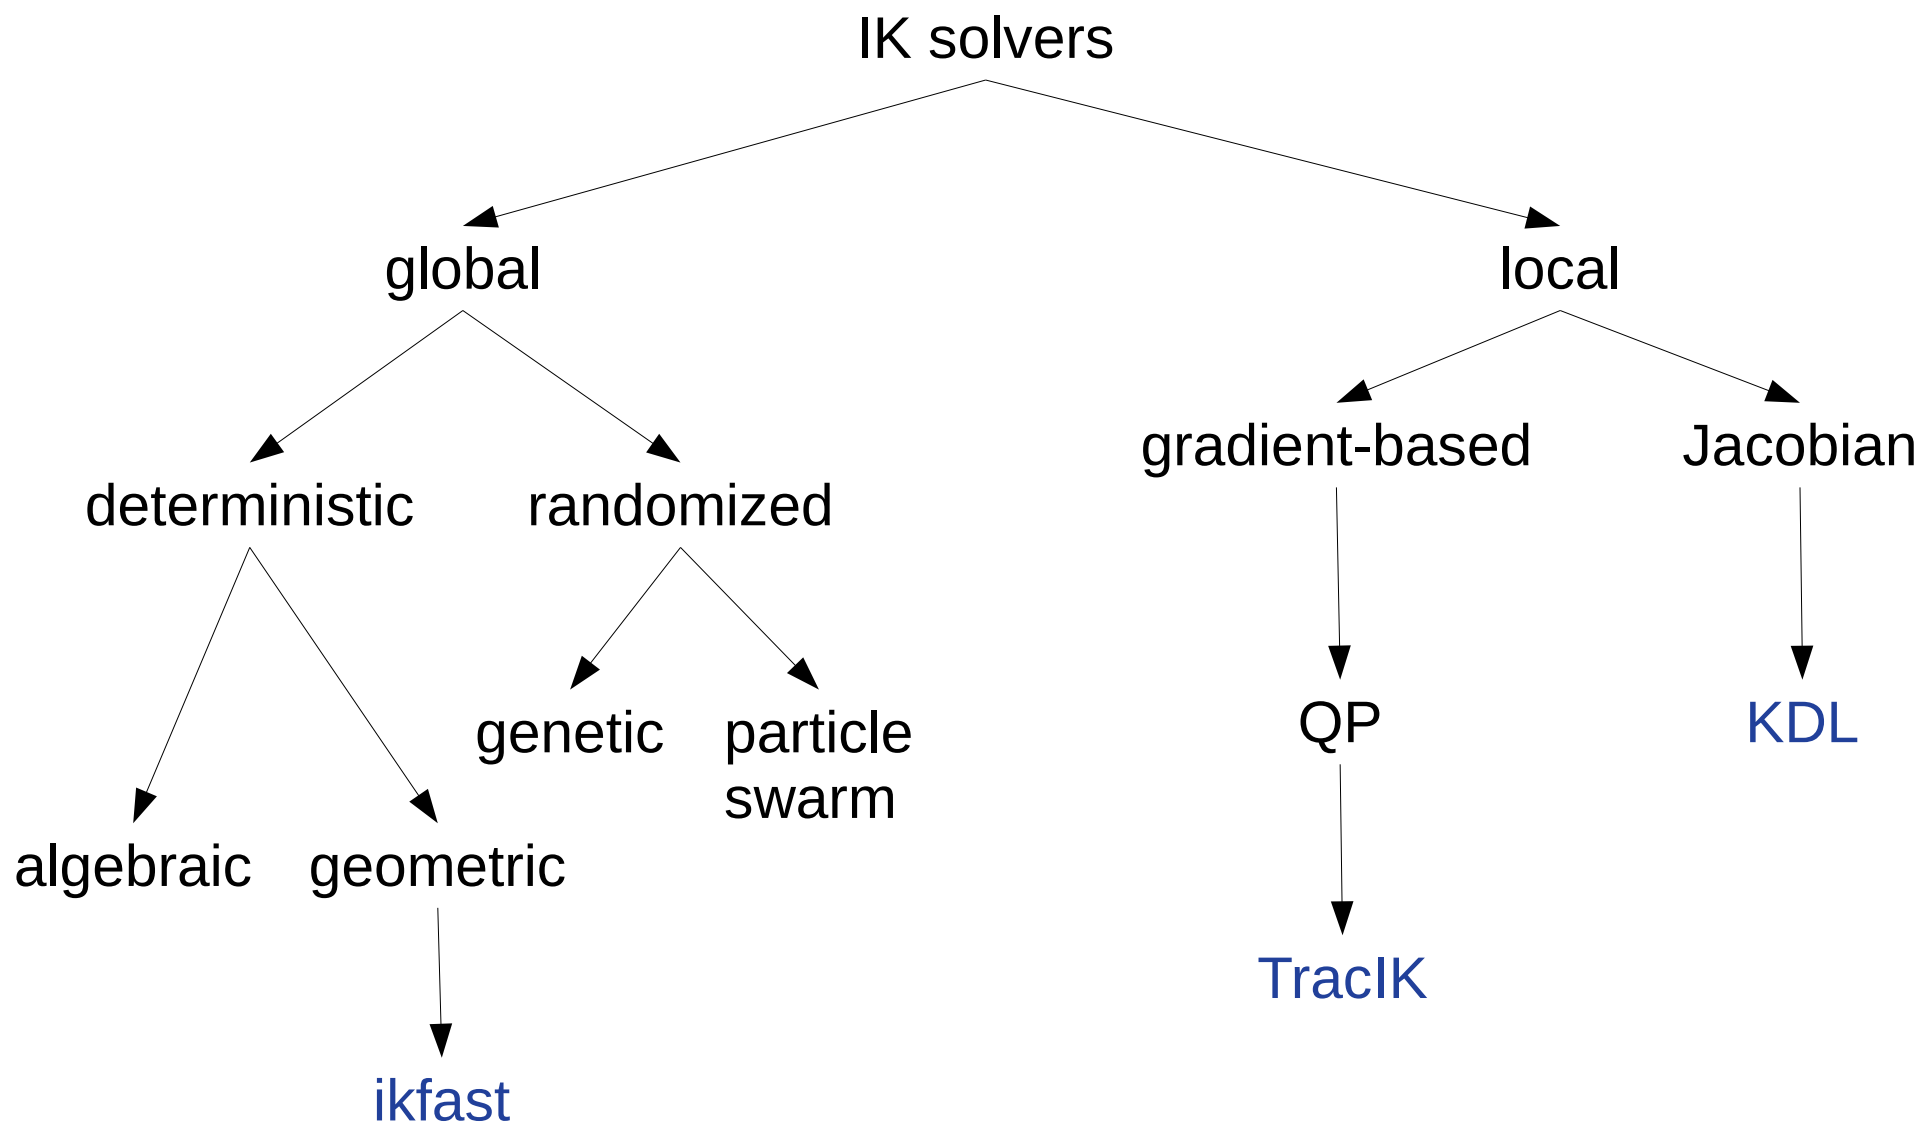 IK solvers
global
local
gradient-based
Jacobian
deterministic
randomized
genetic
particle
swarm
QP
KDL
algebraic
geometric
TracIK
ikfast